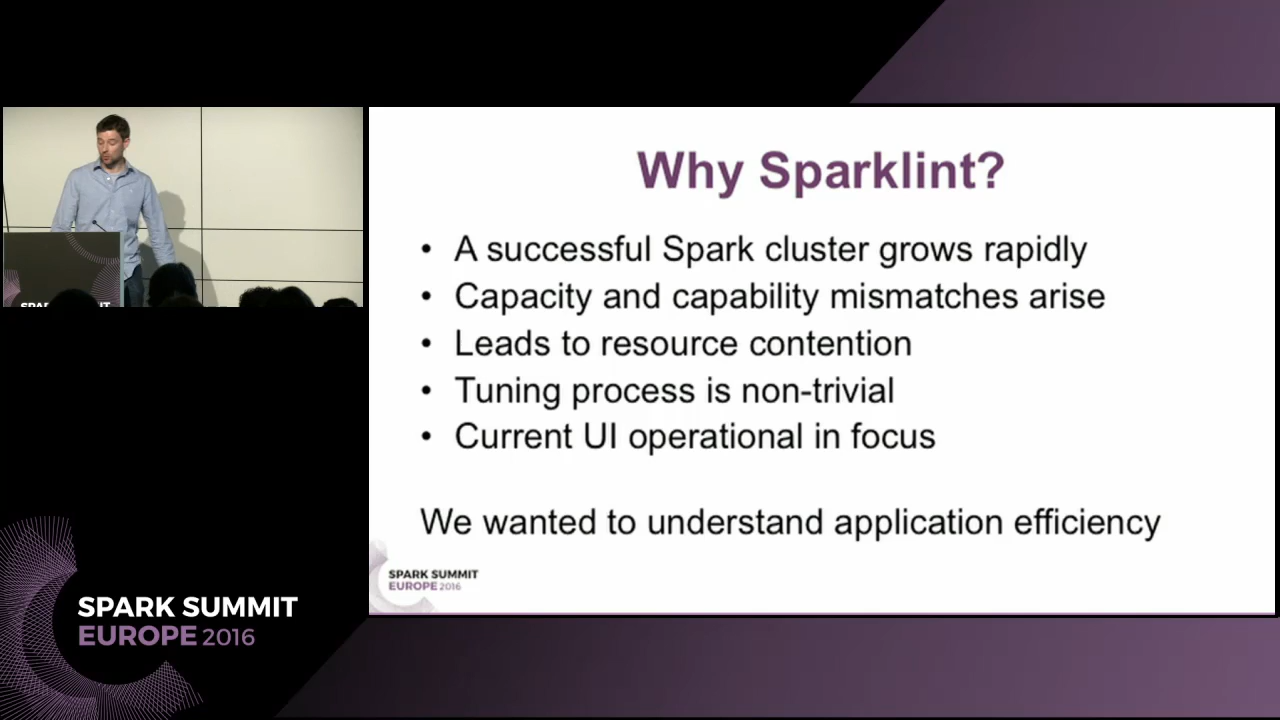 Why Sparklint?
• A successful Spark cluster grows rapidly
• Capacity and capability mismatches arise
• Leads to resource contention
• Tuning process is non-trivial
• Current UI operational in focus
We wanted to understand application efficiency
SPARK SUMMIT
EUROPE 2016
SPARK SUMMIT
EUROPE 2016